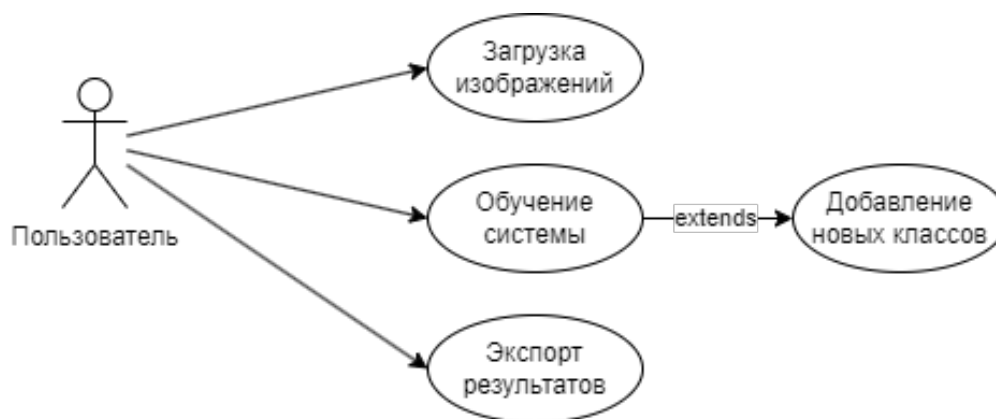 Загрузка
изображений
Пользователь
Обучение
системы
extends
Добавление
новых классов
Экспорт
результатов